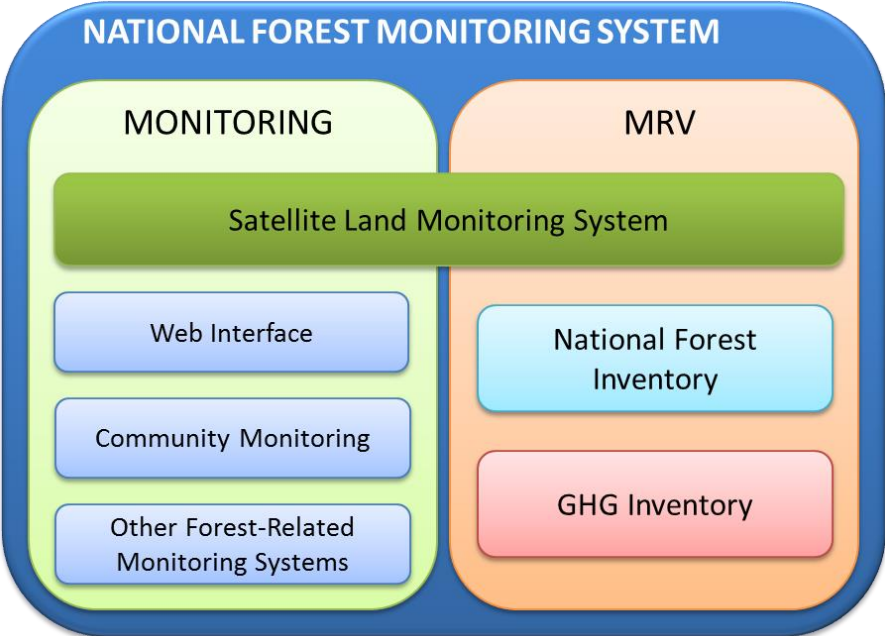 NATIONAL FOREST MONITORING SYSTEM
MONITORING
MRV
Satellite Land Monitoring System
Web Interface
Community Monitoring
Other Forest-Related
Monitoring Systems
National Forest
Inventory
GHG Inventory